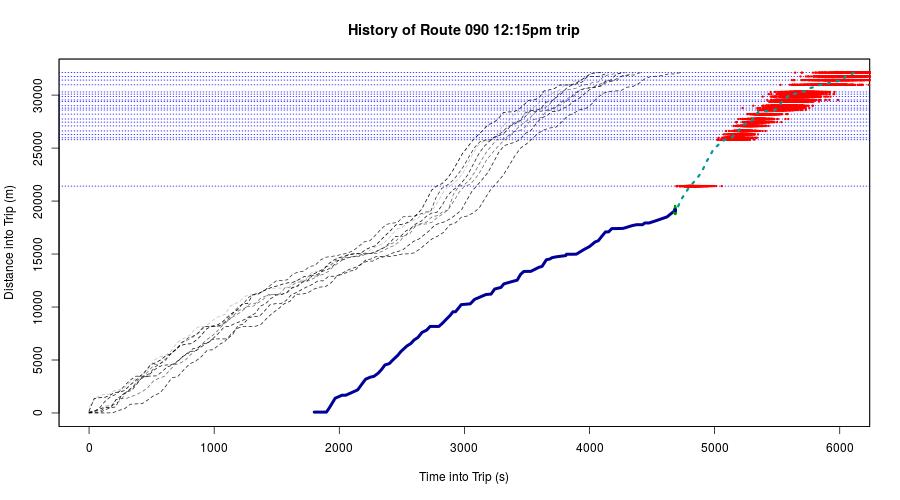 History of Route 090 12:15pm trip
Distance into Trip (m)
30000
25000
20000
15000
10000
5000
0
0 1000 2000 3000 4000 5000 6000
Time into Trip (s)